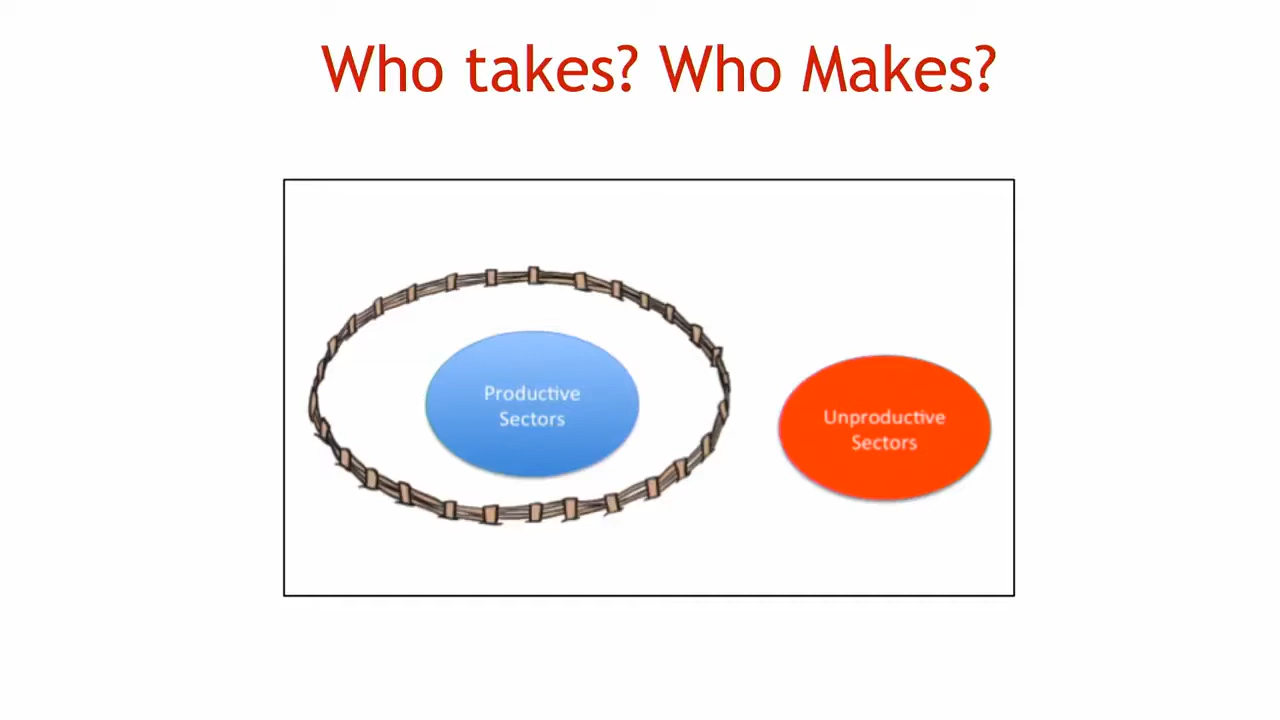 Who takes? Who Makes?
Productive
Sectors
Unproductive
Sectors